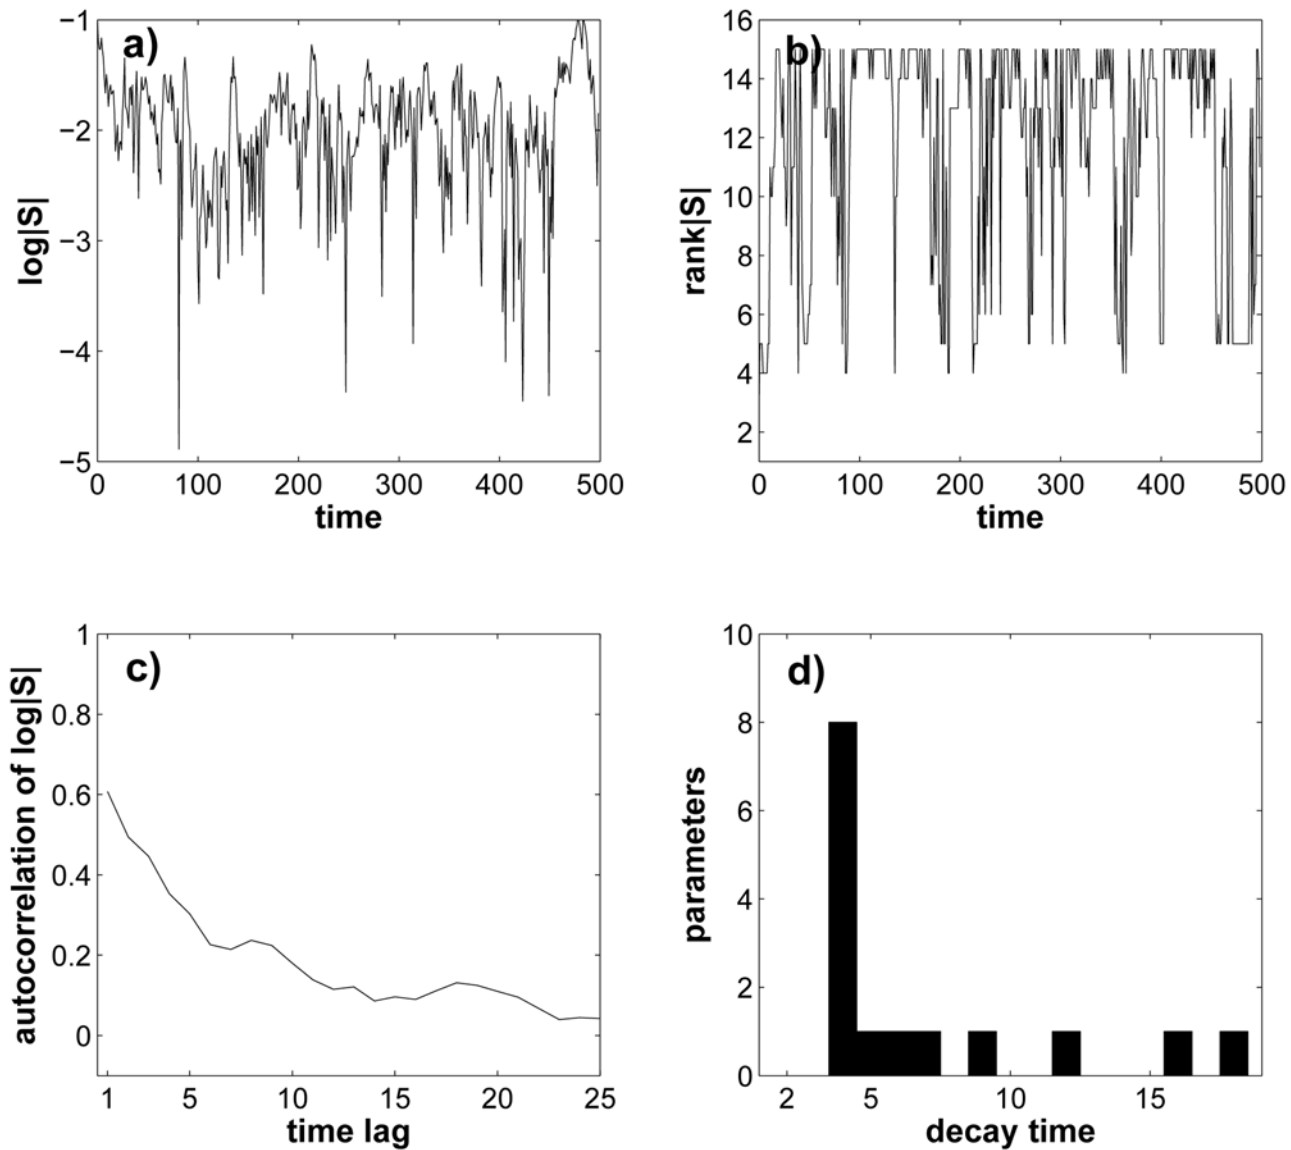 a)
log|S|
−1
−2
−3
−4
−5
0 100 200 300 400 500
time
b)
rank|S|
16
14
12
10
8
6
4
2
0 100 200 300 400 500
time
c)
autocorrelation of log|S|
1
0.8
0.6
0.4
0.2
0
1 5 10 15 20 25
time lag
d)
parameters
10
8
6
4
2
0
2 5 10 15
decay time